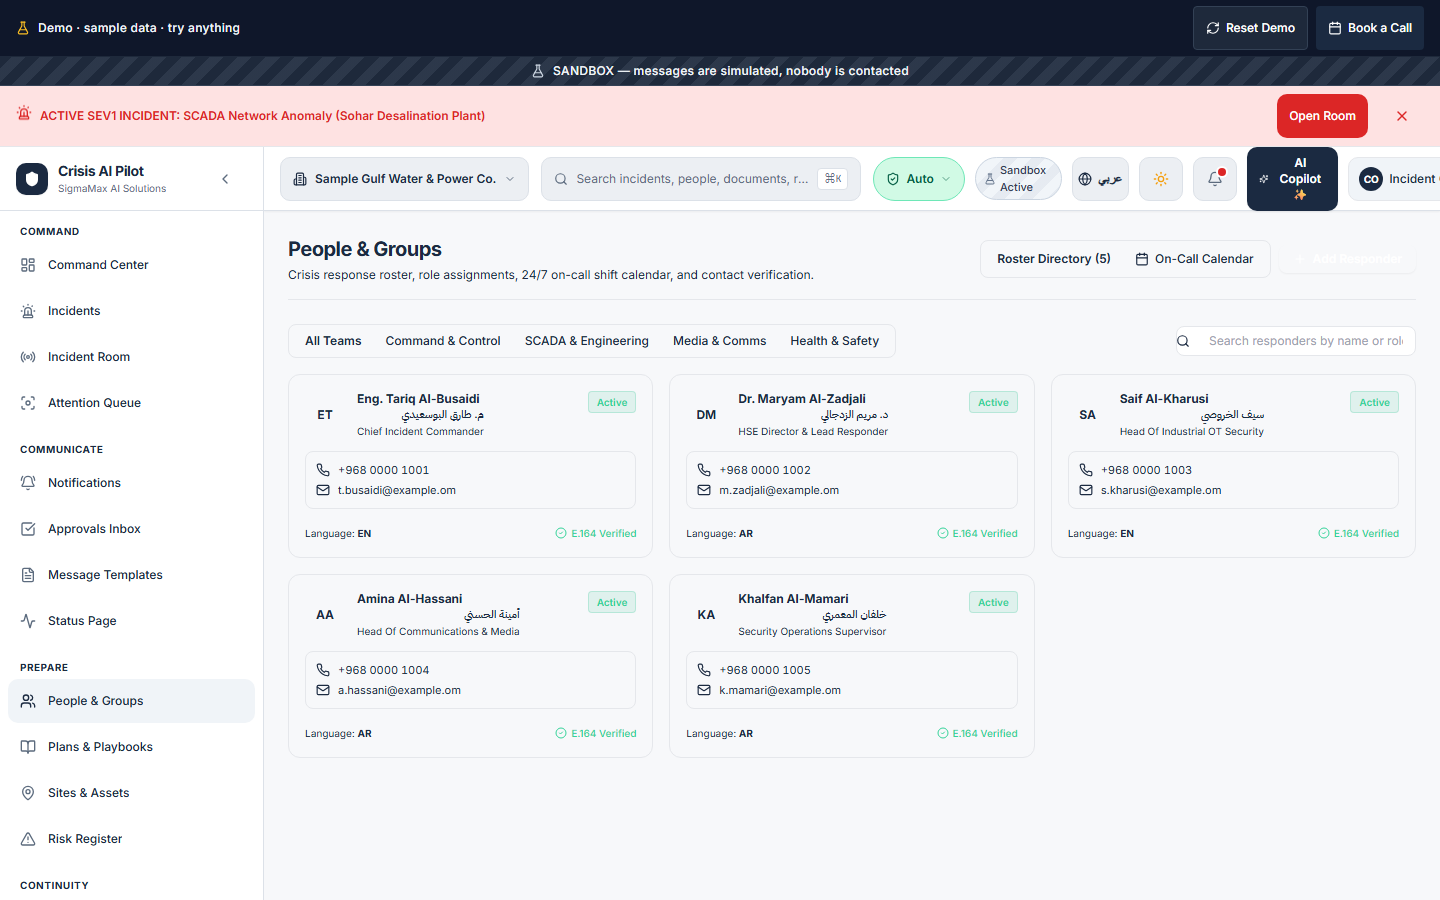 Demo · sample data · try anything
Reset Demo
Book a Call
SANDBOX — messages are simulated, nobody is contacted
ACTIVE SEV1 INCIDENT: SCADA Network Anomaly (Sohar Desalination Plant)
Open Room
Crisis AI Pilot
SigmaMax AI Solutions
Sample Gulf Water & Power Co.
Search incidents, people, documents, r...
⌘K
Auto
Sandbox
Active
عربي
AI
Copilot
✨
CO
Incident
COMMAND
Command Center
Incidents
Incident Room
Attention Queue
COMMUNICATE
Notifications
Approvals Inbox
Message Templates
Status Page
PREPARE
People & Groups
Plans & Playbooks
Sites & Assets
Risk Register
CONTINUITY
People & Groups
Crisis response roster, role assignments, 24/7 on-call shift calendar, and contact verification.
Roster Directory (5)
On-Call Calendar
Add Responder
All Teams
Command & Control
SCADA & Engineering
Media & Comms
Health & Safety
Search responders by name or rol
ET
Eng. Tariq Al-Busaidi
م. طارق البوسعيدي
Chief Incident Commander
Active
+968 0000 1001
t.busaidi@example.om
Language: EN
E.164 Verified
DM
Dr. Maryam Al-Zadjali
د. مريم الزدجالي
HSE Director & Lead Responder
Active
+968 0000 1002
m.zadjali@example.om
Language: AR
E.164 Verified
SA
Saif Al-Kharusi
سيف الخروصي
Head Of Industrial OT Security
Active
+968 0000 1003
s.kharusi@example.om
Language: EN
E.164 Verified
AA
Amina Al-Hassani
أمينة الحسني
Head Of Communications & Media
Active
+968 0000 1004
a.hassani@example.om
Language: AR
E.164 Verified
KA
Khalfan Al-Mamari
خلفان المعمري
Security Operations Supervisor
Active
+968 0000 1005
k.mamari@example.om
Language: AR
E.164 Verified